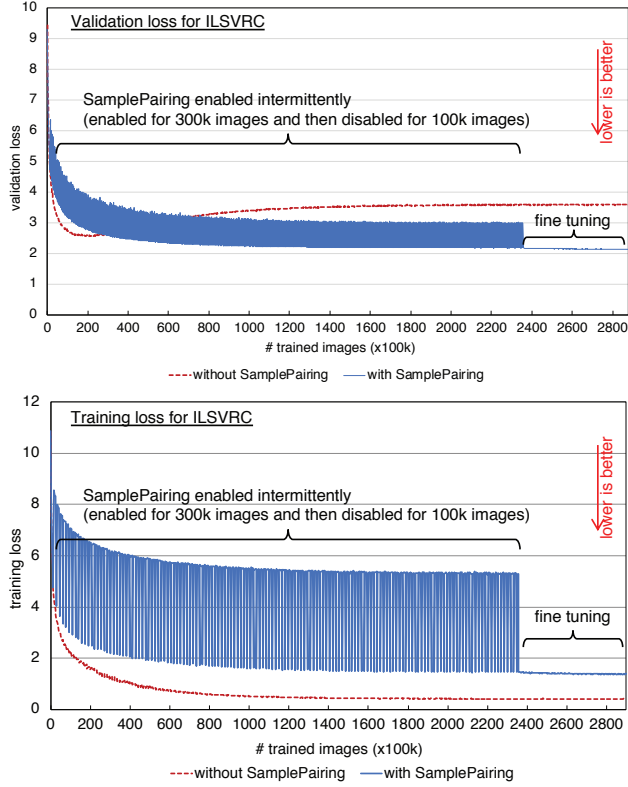 Validation loss for ILSVRC
10
9
8
7
6
5
4
3
2
1
0
validation loss
SamplePairing enabled intermittently
(enabled for 300k images and then disabled for 100k images)
lower is better
fine tuning
0 200 400 600 800 1000 1200 1400 1600 1800 2000 2200 2400 2600 2800
# trained images (x100k)
without SamplePairing with SamplePairing
Training loss for ILSVRC
12
10
8
6
4
2
0
training loss
SamplePairing enabled intermittently
(enabled for 300k images and then disabled for 100k images)
lower is better
fine tuning
0 200 400 600 800 1000 1200 1400 1600 1800 2000 2200 2400 2600 2800
# trained images (x100k)
without SamplePairing with SamplePairing